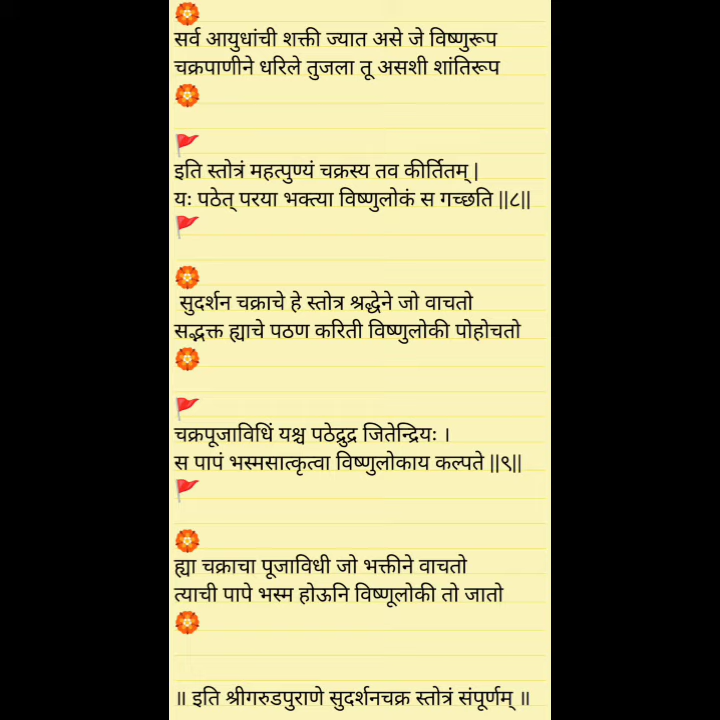 सर्व आयुधांची शक्ती ज्यात असे जे विष्णुरूप
चक्रपाणीने धरिले तुजला तू असशी शांतिरूप
इति स्तोत्रं महत्पुण्यं चक्रस्य तव कीर्तितम् |
यः पठेत् परया भक्त्या विष्णुलोकं स गच्छति ||८||
सुदर्शन चक्राचे हे स्तोत्र श्रद्धेने जो वाचतो
सद्भक्त ह्याचे पठण करिती विष्णुलोकी पोहोचतो
चक्रपूजाविधिं यश्च पठेद्रुद्र जितेन्द्रियः ।
स पापं भस्मसात्कृत्वा विष्णुलोकाय कल्पते ||९||
ह्या चक्राचा पूजाविधी जो भक्तीने वाचतो
त्याची पापे भस्म होऊनि विष्णूलोकी तो जातो
॥ इति श्रीगरुडपुराणे सुदर्शनचक्र स्तोत्रं संपूर्णम् ॥